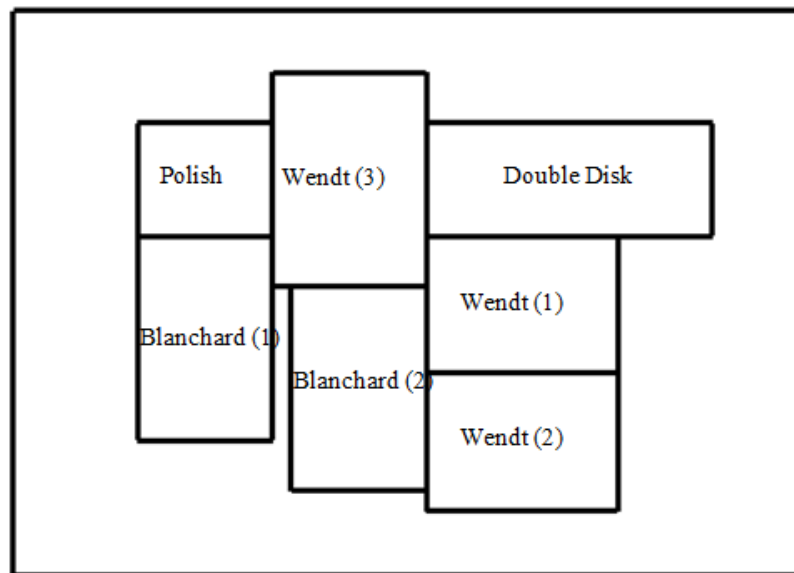 Polish
Wendt (3)
Double Disk
Wendt (1)
Blanchard (1)
Blanchard (2)
Wendt (2)